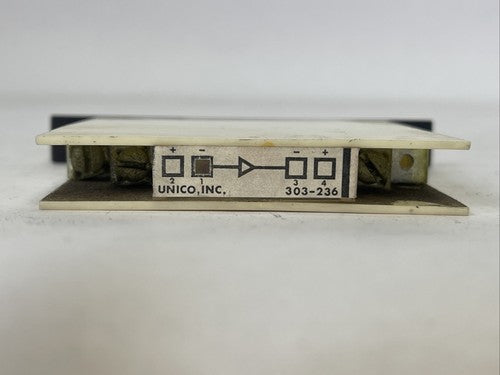 + - - +
2 1 3 4
UNICO, INC. 303-236